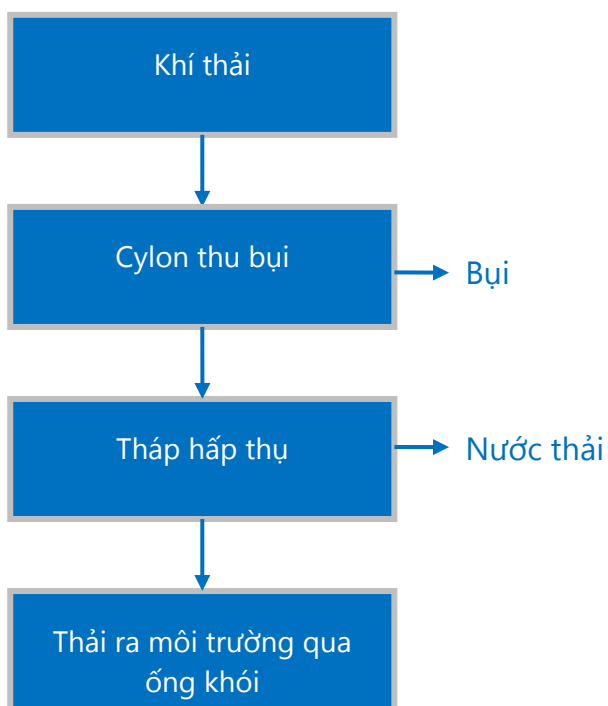 Khí thải
Cylon thu bụi
Bụi
Tháp hấp thụ
Nước thải
Thải ra môi trường qua
ống khói